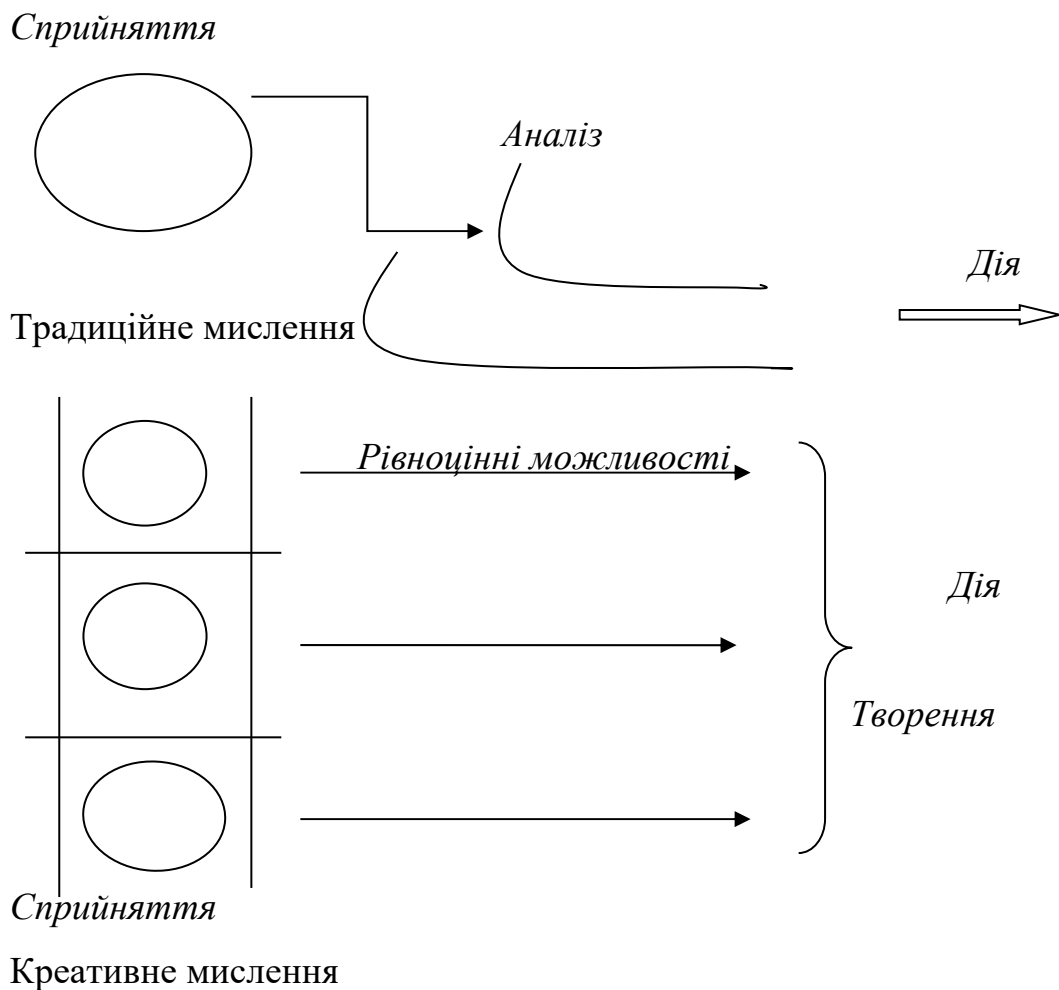 Сприйняття
Аналіз
Дія
Традиційне мислення
Рівноцінні можливості
Дія
Творення
Сприйняття
Креативне мислення